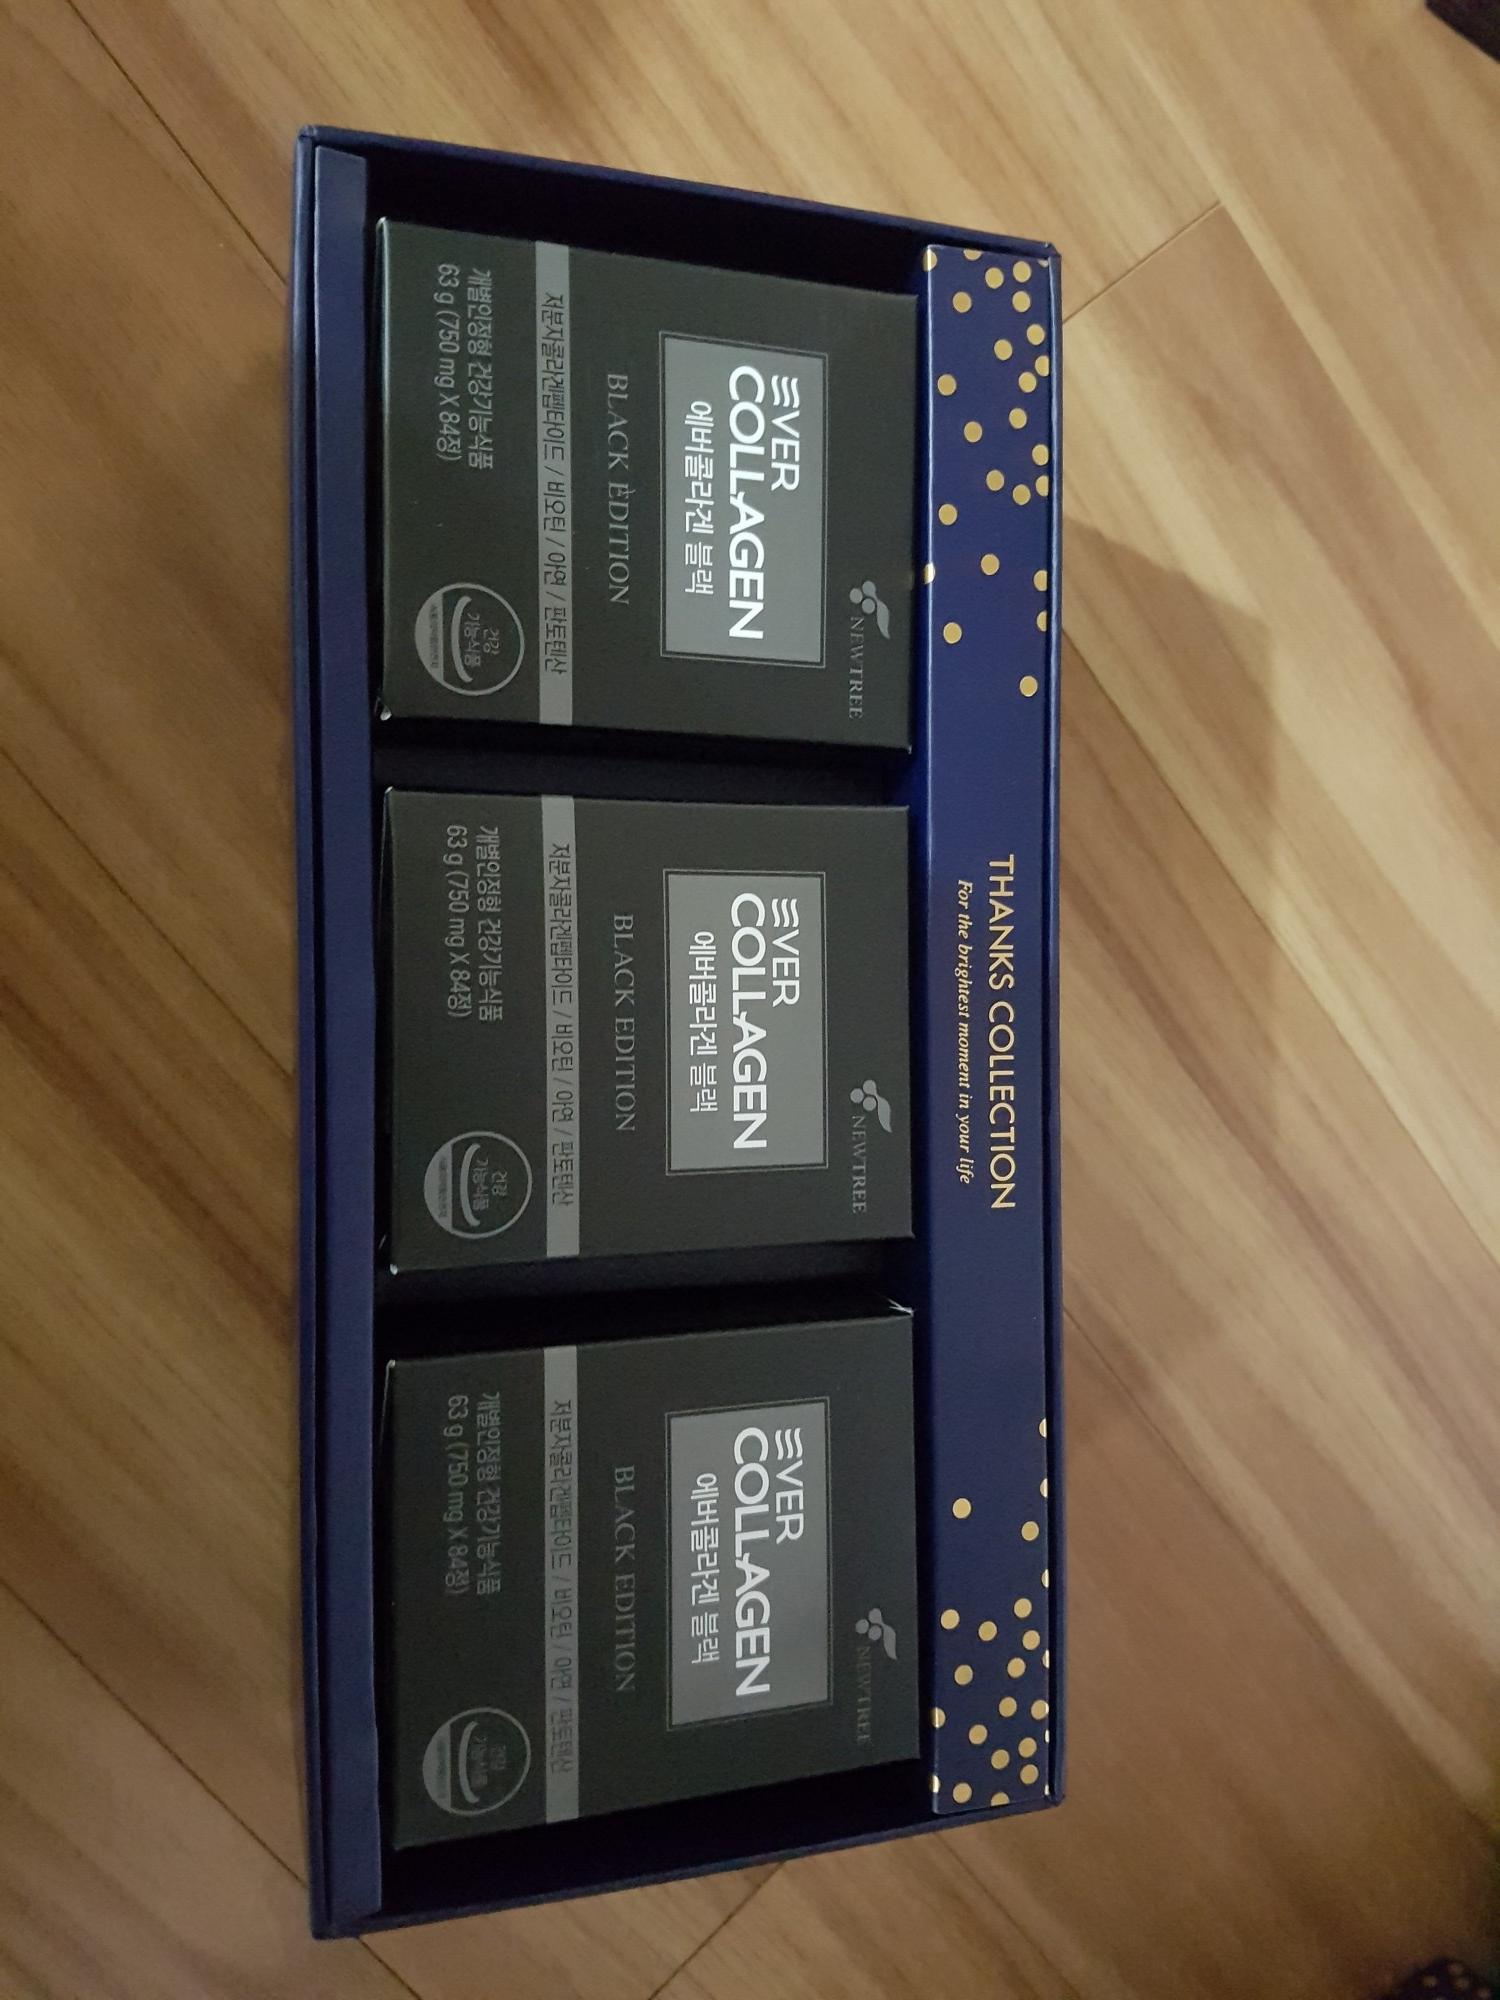 THANKS COLLECTION
For the brightest moment in your life
NEWTREE
EVER
COLLAGEN
에버콜라겐 블랙
BLACK EDITION
저분자콜라겐펩타이드 / 비오틴 / 아연 / 판토텐산
개별인정형 건강기능식품
63 g (750 mg X 84정)
건강
기능식품
NEWTREE
EVER
COLLAGEN
에버콜라겐 블랙
BLACK EDITION
저분자콜라겐펩타이드 / 비오틴 / 아연 / 판토텐산
개별인정형 건강기능식품
63 g (750 mg X 84정)
건강
기능식품
NEWTREE
EVER
COLLAGEN
에버콜라겐 블랙
BLACK EDITION
저분자콜라겐펩타이드 / 비오틴 / 아연 / 판토텐산
개별인정형 건강기능식품
63 g (750 mg X 84정)
건강
기능식품